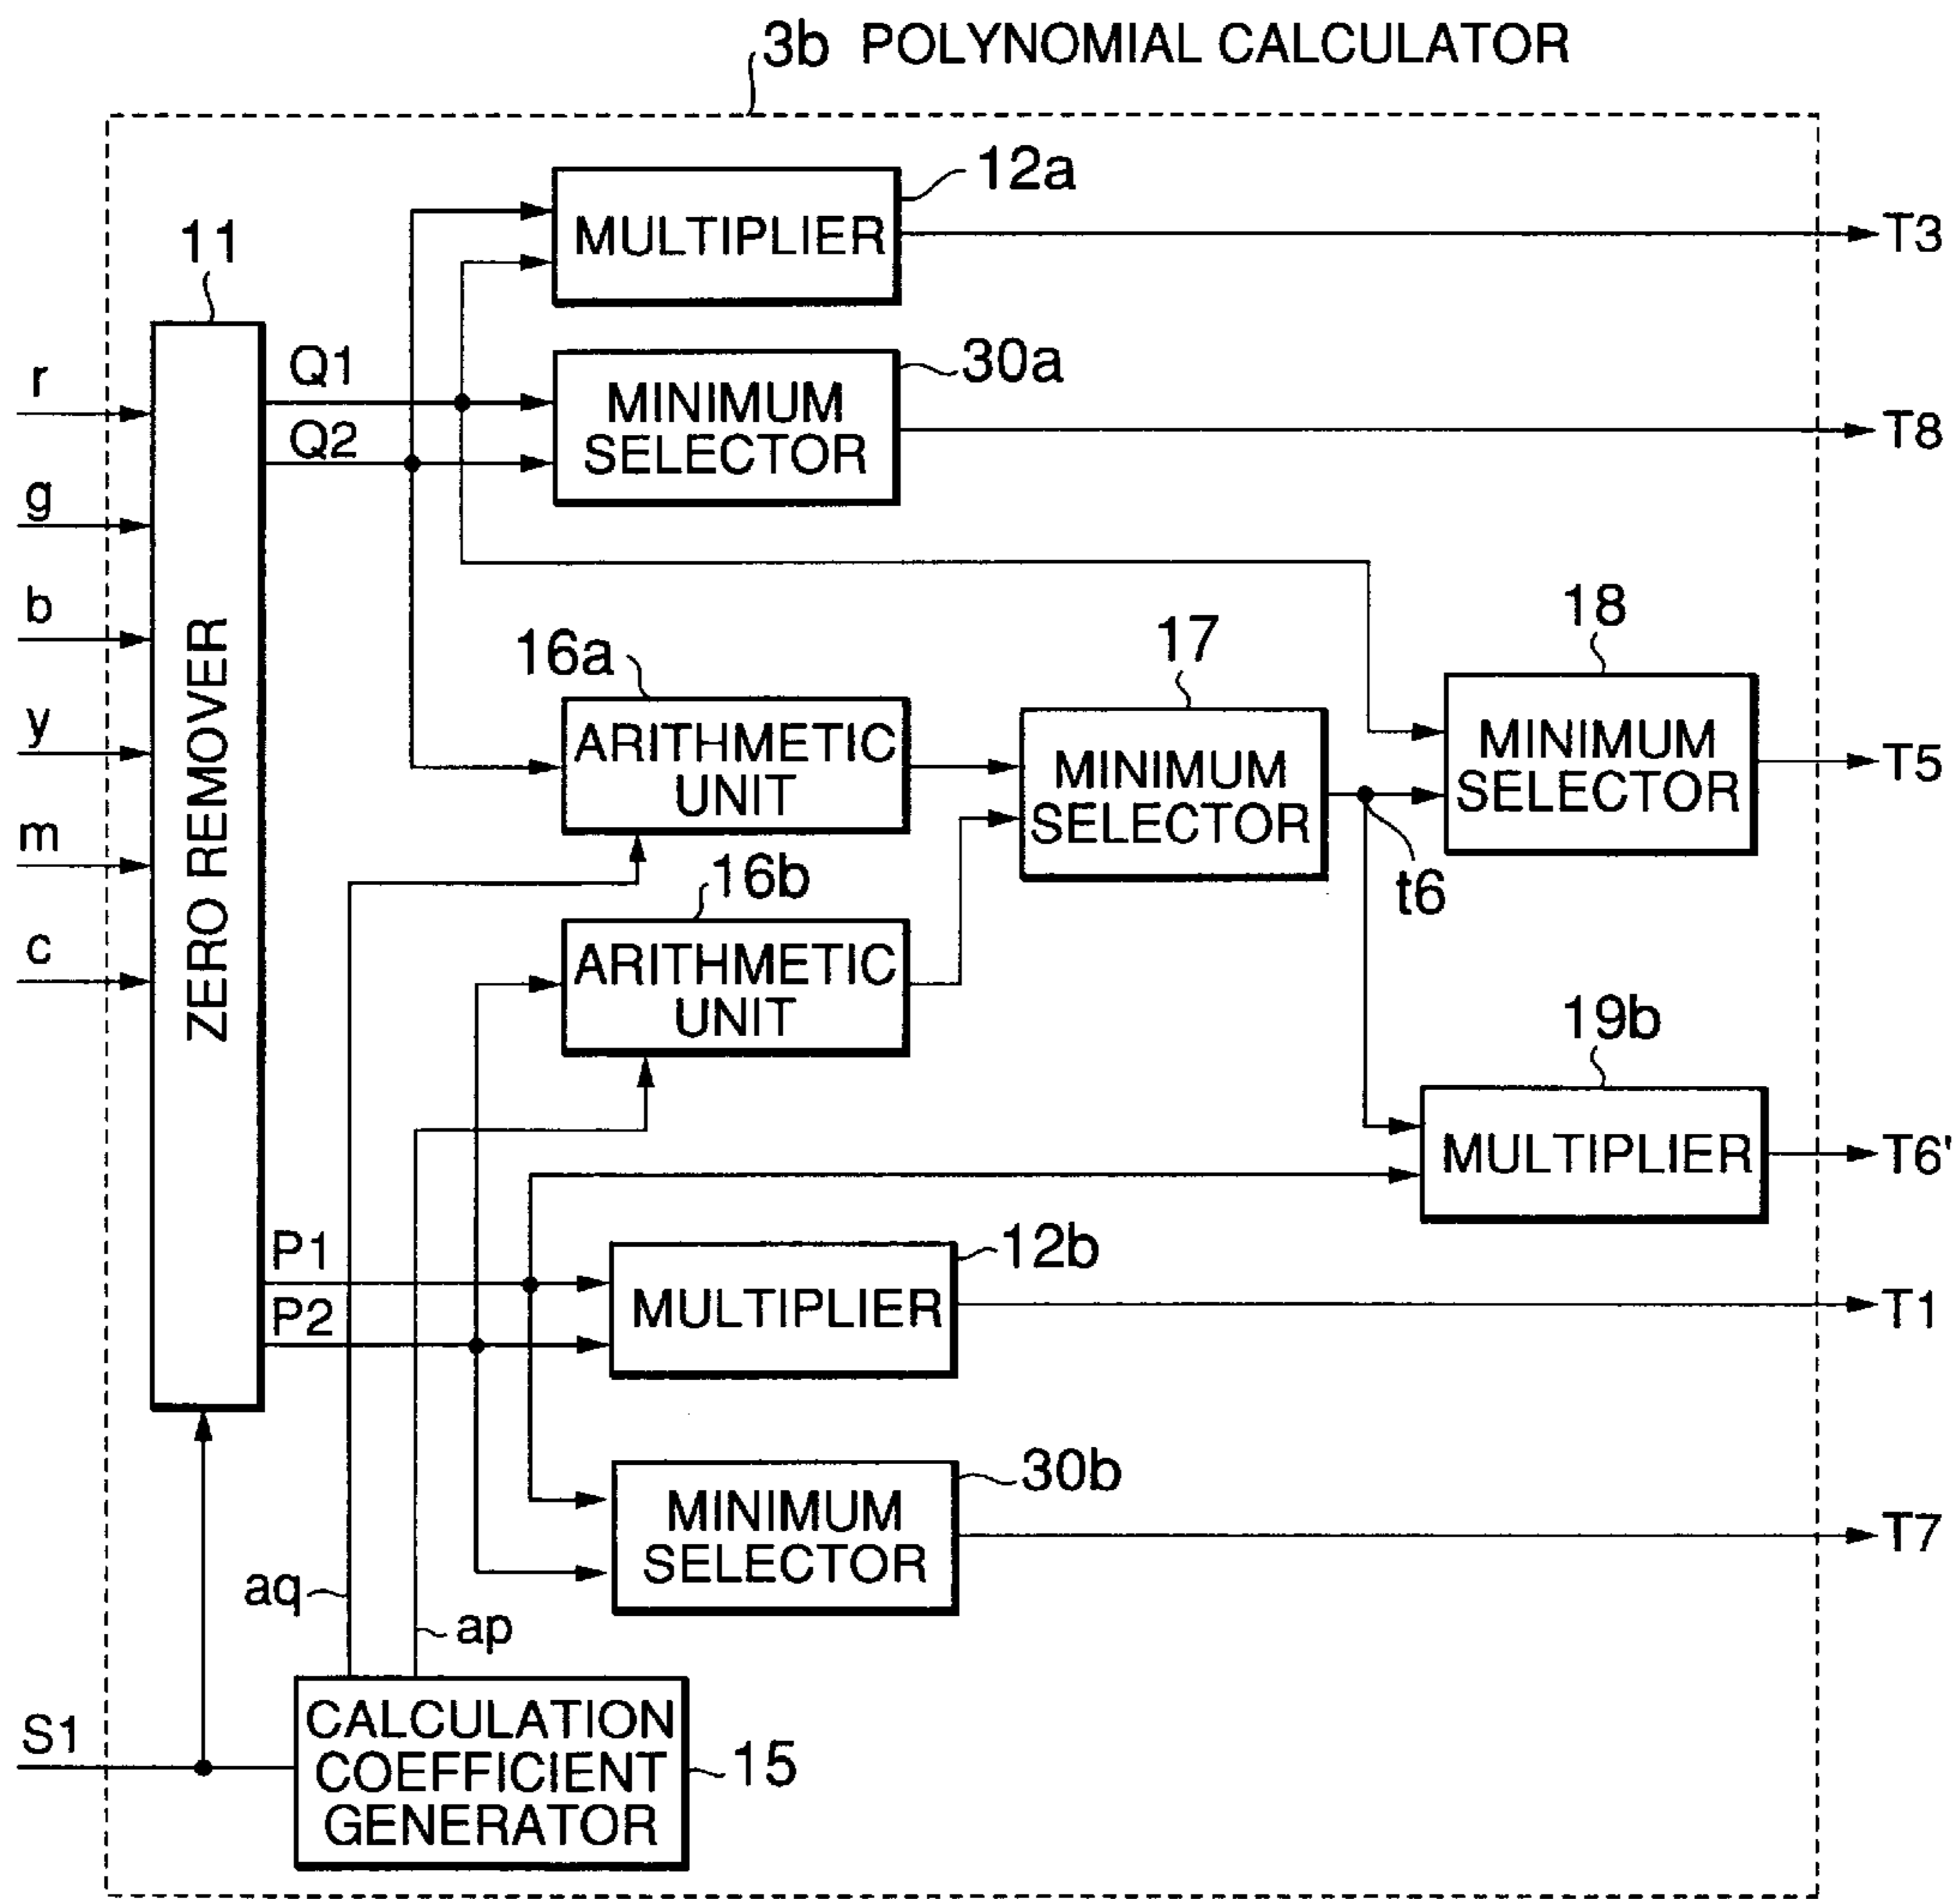 3b POLYNOMIAL CALCULATOR
12a
MULTIPLIER
T3
11
Q1
30a
r
MINIMUM
SELECTOR
T8
Q2
g
b
18
16a
17
y
ARITHMETIC
UNIT
MINIMUM
SELECTOR
MINIMUM
SELECTOR
T5
ZERO REMOVER
m
16b
t6
c
ARITHMETIC
UNIT
19b
MULTIPLIER
T6'
P1
12b
P2
MULTIPLIER
T1
30b
MINIMUM
SELECTOR
T7
aq
ap
S1
CALCULATION
COEFFICIENT
GENERATOR
15